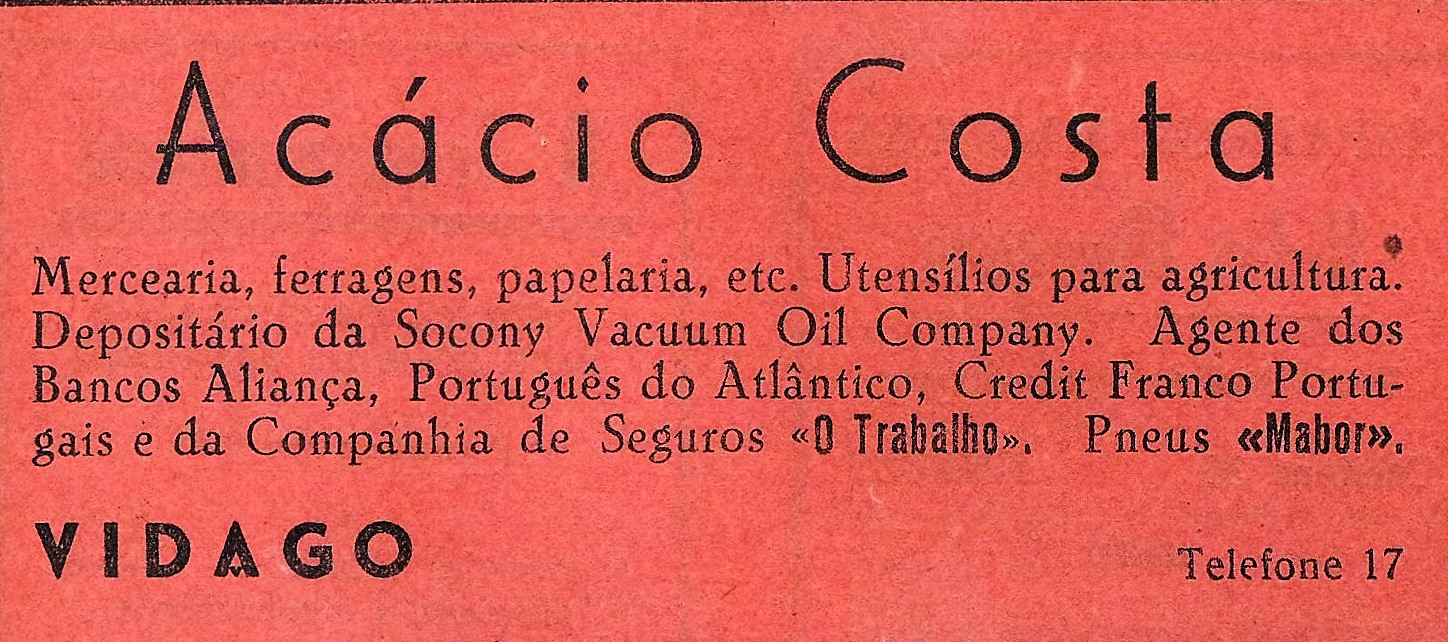 Acácio Costa
Mercearia, ferragens, papelaria, etc. Utensílios para agricultura.
Depositário da Socony Vacuum Oil Company. Agente dos
Bancos Aliança, Português do Atlântico, Credit Franco Portu-
gais e da Companhia de Seguros «O Trabalho». Pneus «Mabor».
VIDAGO
Telefone 17